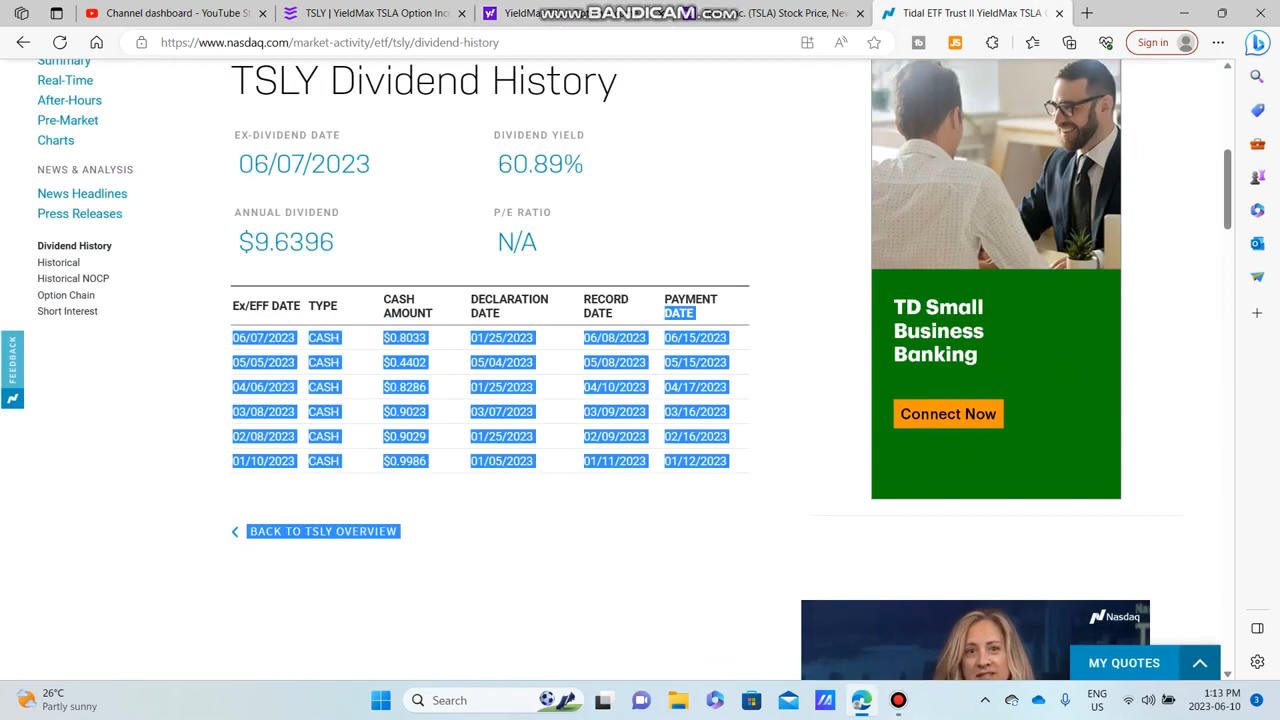 Channel dashboard - YouTube St
YieldMax TSLA Option Inc
YieldM
www.BANDICAM.com
c. (TSLA) Stock Price, Nev
Tidal ETF Trust II YieldMax TSLA O
https://www.nasdaq.com/market-activity/etf/tsly/dividend-history
Sign in
Summary
Real-Time
After-Hours
Pre-Market
Charts
NEWS & ANALYSIS
News Headlines
Press Releases
Dividend History
Historical
Historical NOCP
Option Chain
Short Interest
FEEDBACK
TSLY Dividend History
EX-DIVIDEND DATE DIVIDEND YIELD
06/07/2023 60.89%
ANNUAL DIVIDEND P/E RATIO
$9.6396 N/A
Ex/EFF DATE TYPE CASH AMOUNT DECLARATION DATE RECORD DATE PAYMENT DATE
06/07/2023 CASH $0.8033 01/25/2023 06/08/2023 06/15/2023
05/05/2023 CASH $0.4402 05/04/2023 05/08/2023 05/15/2023
04/06/2023 CASH $0.8286 01/25/2023 04/10/2023 04/17/2023
03/08/2023 CASH $0.9023 03/07/2023 03/09/2023 03/16/2023
02/08/2023 CASH $0.9029 01/25/2023 02/09/2023 02/16/2023
01/10/2023 CASH $0.9986 01/05/2023 01/11/2023 01/12/2023
BACK TO TSLY OVERVIEW
TD Small
Business
Banking
Connect Now
Nasdaq
MY QUOTES
26°C
Partly sunny
Search
ENG
US
1:13 PM
2023-06-10
3